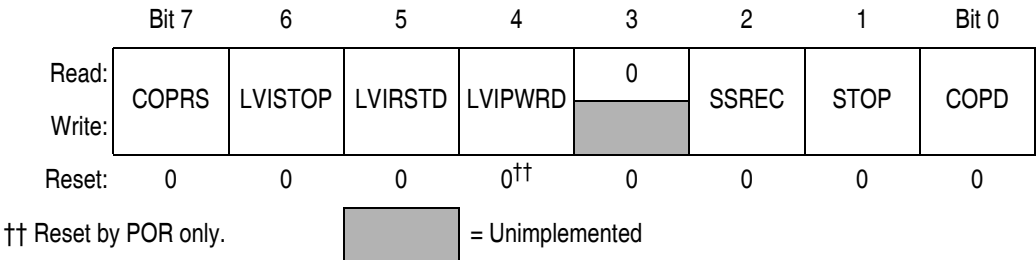 Bit 7 6 5 4 3 2 1 Bit 0
Read: COPRS LVISTOP LVIRSTD LVIPWRD 0 SSREC STOP COPD
Write:
Reset: 0 0 0 0†† 0 0 0 0
†† Reset by POR only. = Unimplemented